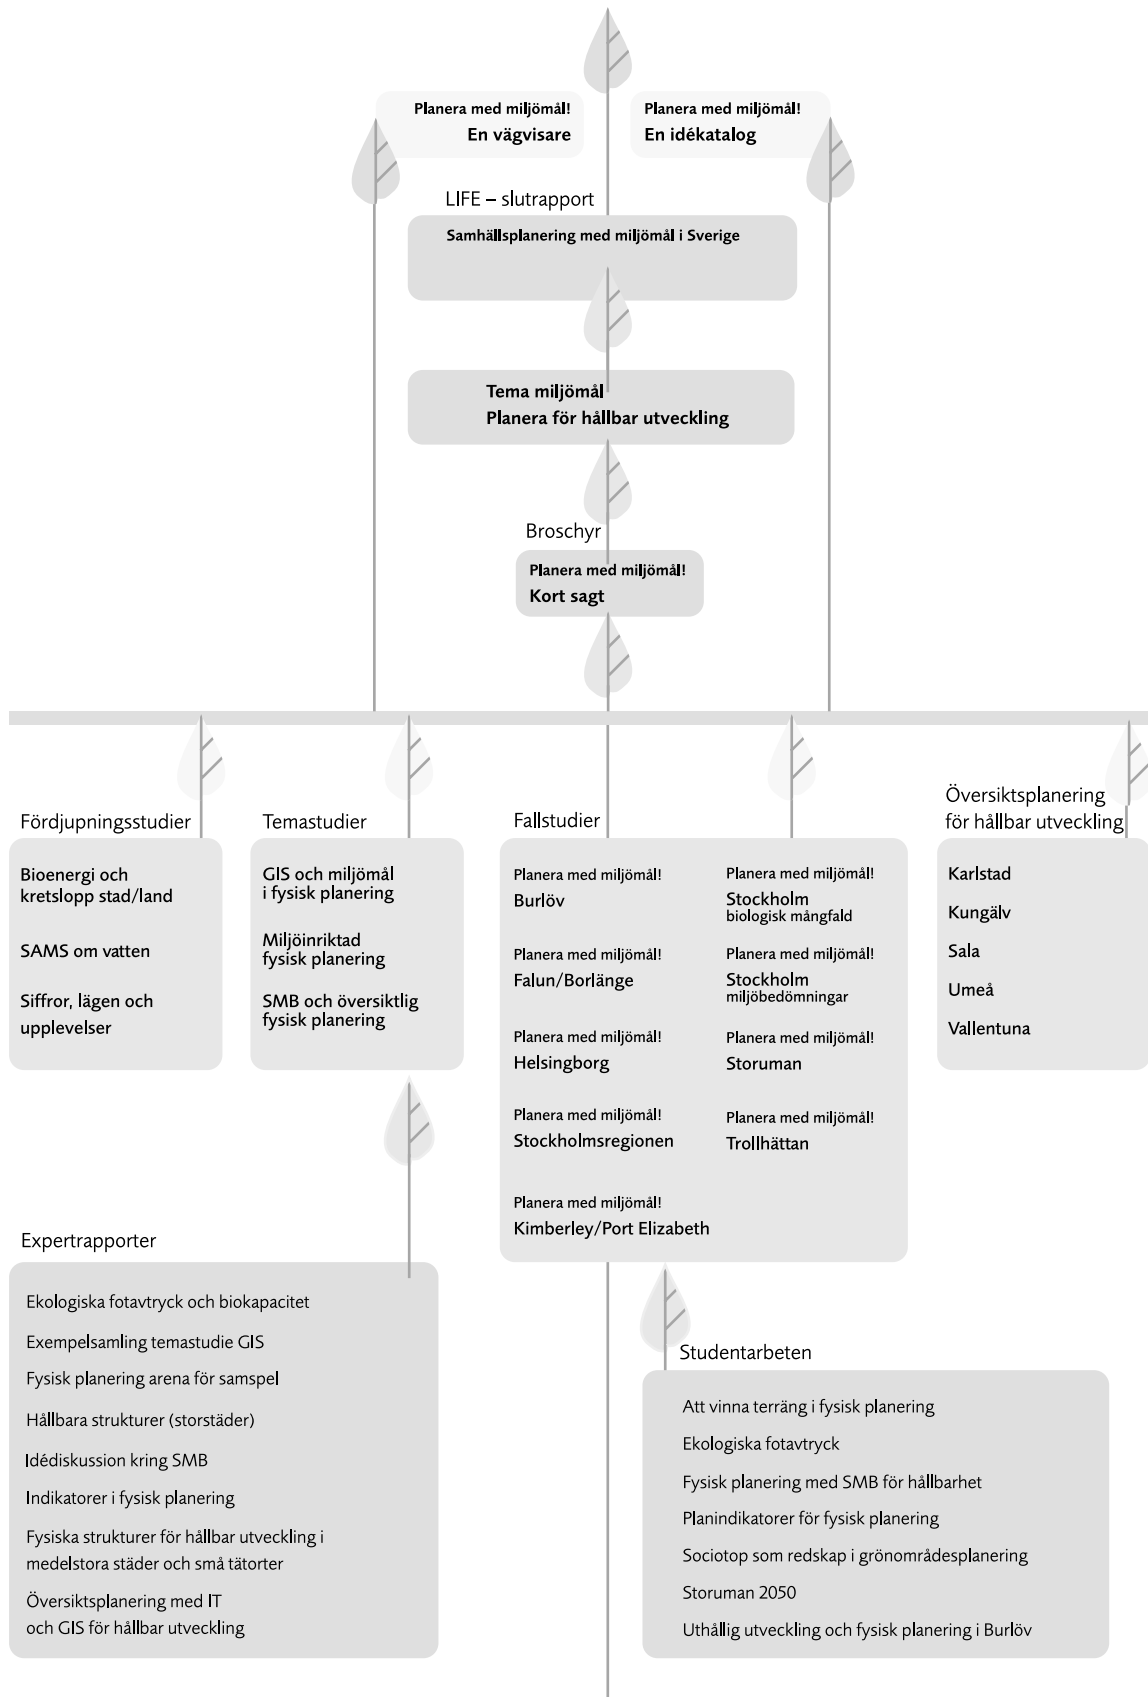 Planera med miljömål!
En vägvisare
Planera med miljömål!
En idékatalog
LIFE – slutrapport
Samhällsplanering med miljömål i Sverige
Tema miljömål
Planera för hållbar utveckling
Broschyr
Planera med miljömål!
Kort sagt
Fördjupningsstudier
Bioenergi och
kretslopp stad/land
SAMS om vatten
Siffror, lägen och
upplevelser
Temastudier
GIS och miljömål
i fysisk planering
Miljöinriktad
fysisk planering
SMB och översiktlig
fysisk planering
Fallstudier
Planera med miljömål!
Burlöv
Planera med miljömål!
Falun/Borlänge
Planera med miljömål!
Helsingborg
Planera med miljömål!
Stockholmsregionen
Planera med miljömål!
Kimberley/Port Elizabeth
Planera med miljömål!
Stockholm
biologisk mångfald
Planera med miljömål!
Stockholm
miljöbedömningar
Planera med miljömål!
Storuman
Planera med miljömål!
Trollhättan
Översiktsplanering
för hållbar utveckling
Karlstad
Kungälv
Sala
Umeå
Vallentuna
Expertrapporter
Ekologiska fotavtryck och biokapacitet
Exempelsamling temastudie GIS
Fysisk planering arena för samspel
Hållbara strukturer (storstäder)
Idédiskussion kring SMB
Indikatorer i fysisk planering
Fysiska strukturer för hållbar utveckling i
medelstora städer och små tätorter
Översiktsplanering med IT
och GIS för hållbar utveckling
Studentarbeten
Att vinna terräng i fysisk planering
Ekologiska fotavtryck
Fysisk planering med SMB för hållbarhet
Planindikatorer för fysisk planering
Sociotop som redskap i grönområdesplanering
Storuman 2050
Uthållig utveckling och fysisk planering i Burlöv